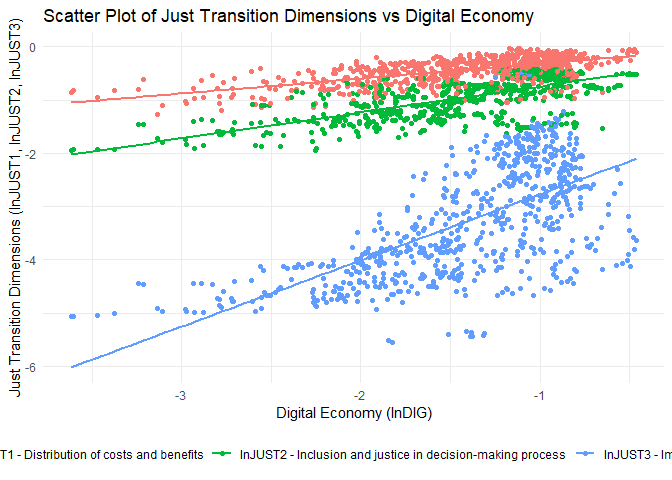 Scatter Plot of Just Transition Dimensions vs Digital Economy
Just Transition Dimensions (lnJUST1, lnJUST2, lnJUST3)
0
-2
-4
-6
-3
-2
-1
Digital Economy (lnDIG)
T1 - Distribution of costs and benefits
lnJUST2 - Inclusion and justice in decision-making process
lnJUST3 - Im